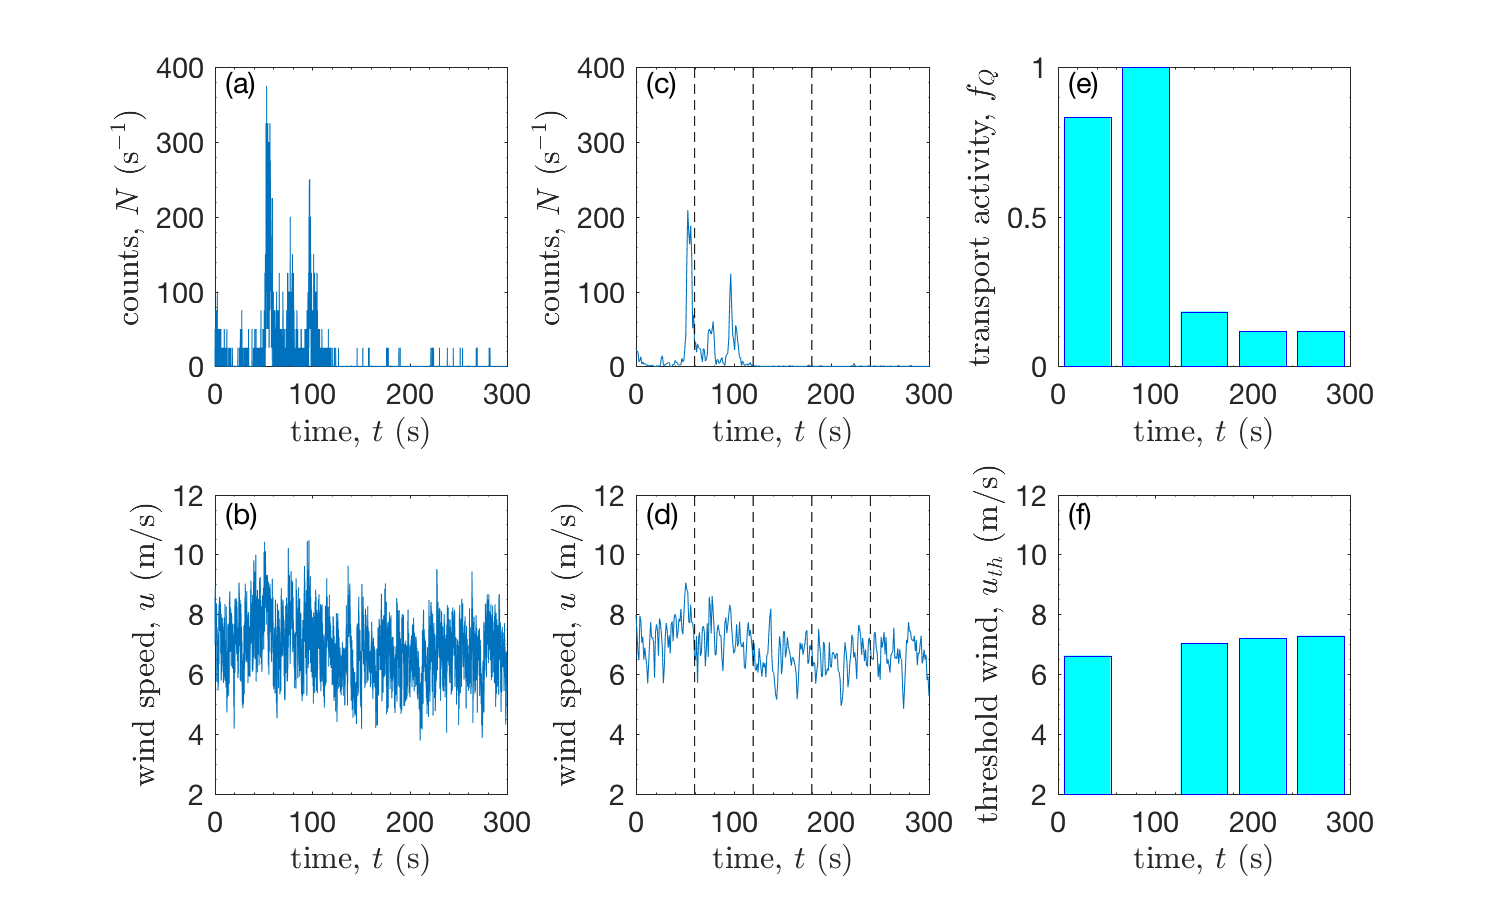 (a)
400
300
200
100
0
counts, N (s⁻¹)
0 100 200 300
time, t (s)
(c)
400
300
200
100
0
counts, N (s⁻¹)
0 100 200 300
time, t (s)
(e)
1
0.5
0
transport activity, f_Q
0 100 200 300
time, t (s)
(b)
12
10
8
6
4
2
wind speed, u (m/s)
0 100 200 300
time, t (s)
(d)
12
10
8
6
4
2
wind speed, u (m/s)
0 100 200 300
time, t (s)
(f)
12
10
8
6
4
2
threshold wind, u_th (m/s)
0 100 200 300
time, t (s)